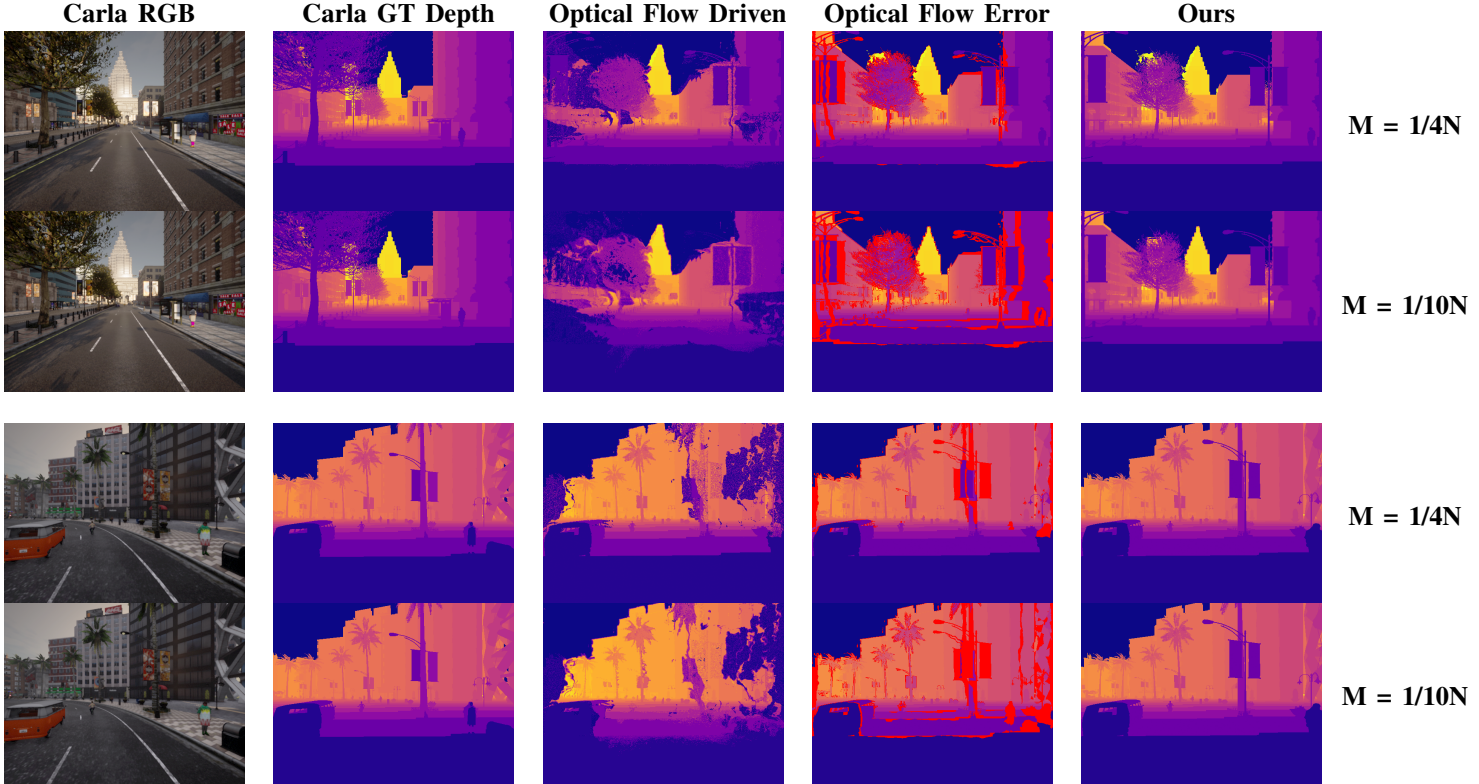 Carla RGB
Carla GT Depth
Optical Flow Driven
Optical Flow Error
Ours
M = 1/4N
M = 1/10N
M = 1/4N
M = 1/10N